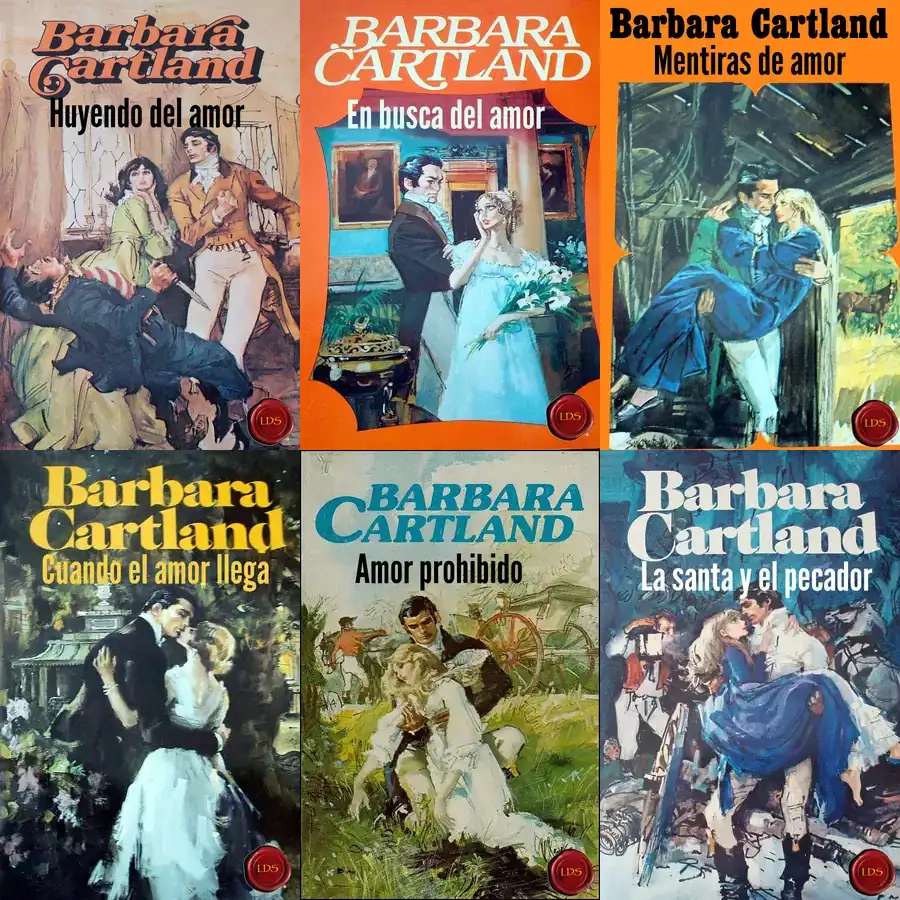 Barbara
Cartland
Huyendo del amor
LDS
BARBARA
CARTLAND
En busca del amor
LDS
Barbara Cartland
Mentiras de amor
LDS
Barbara
Cartland
Cuando el amor llega
LDS
BARBARA
CARTLAND
Amor prohibido
LDS
Barbara
Cartland
La santa y el pecador
LDS